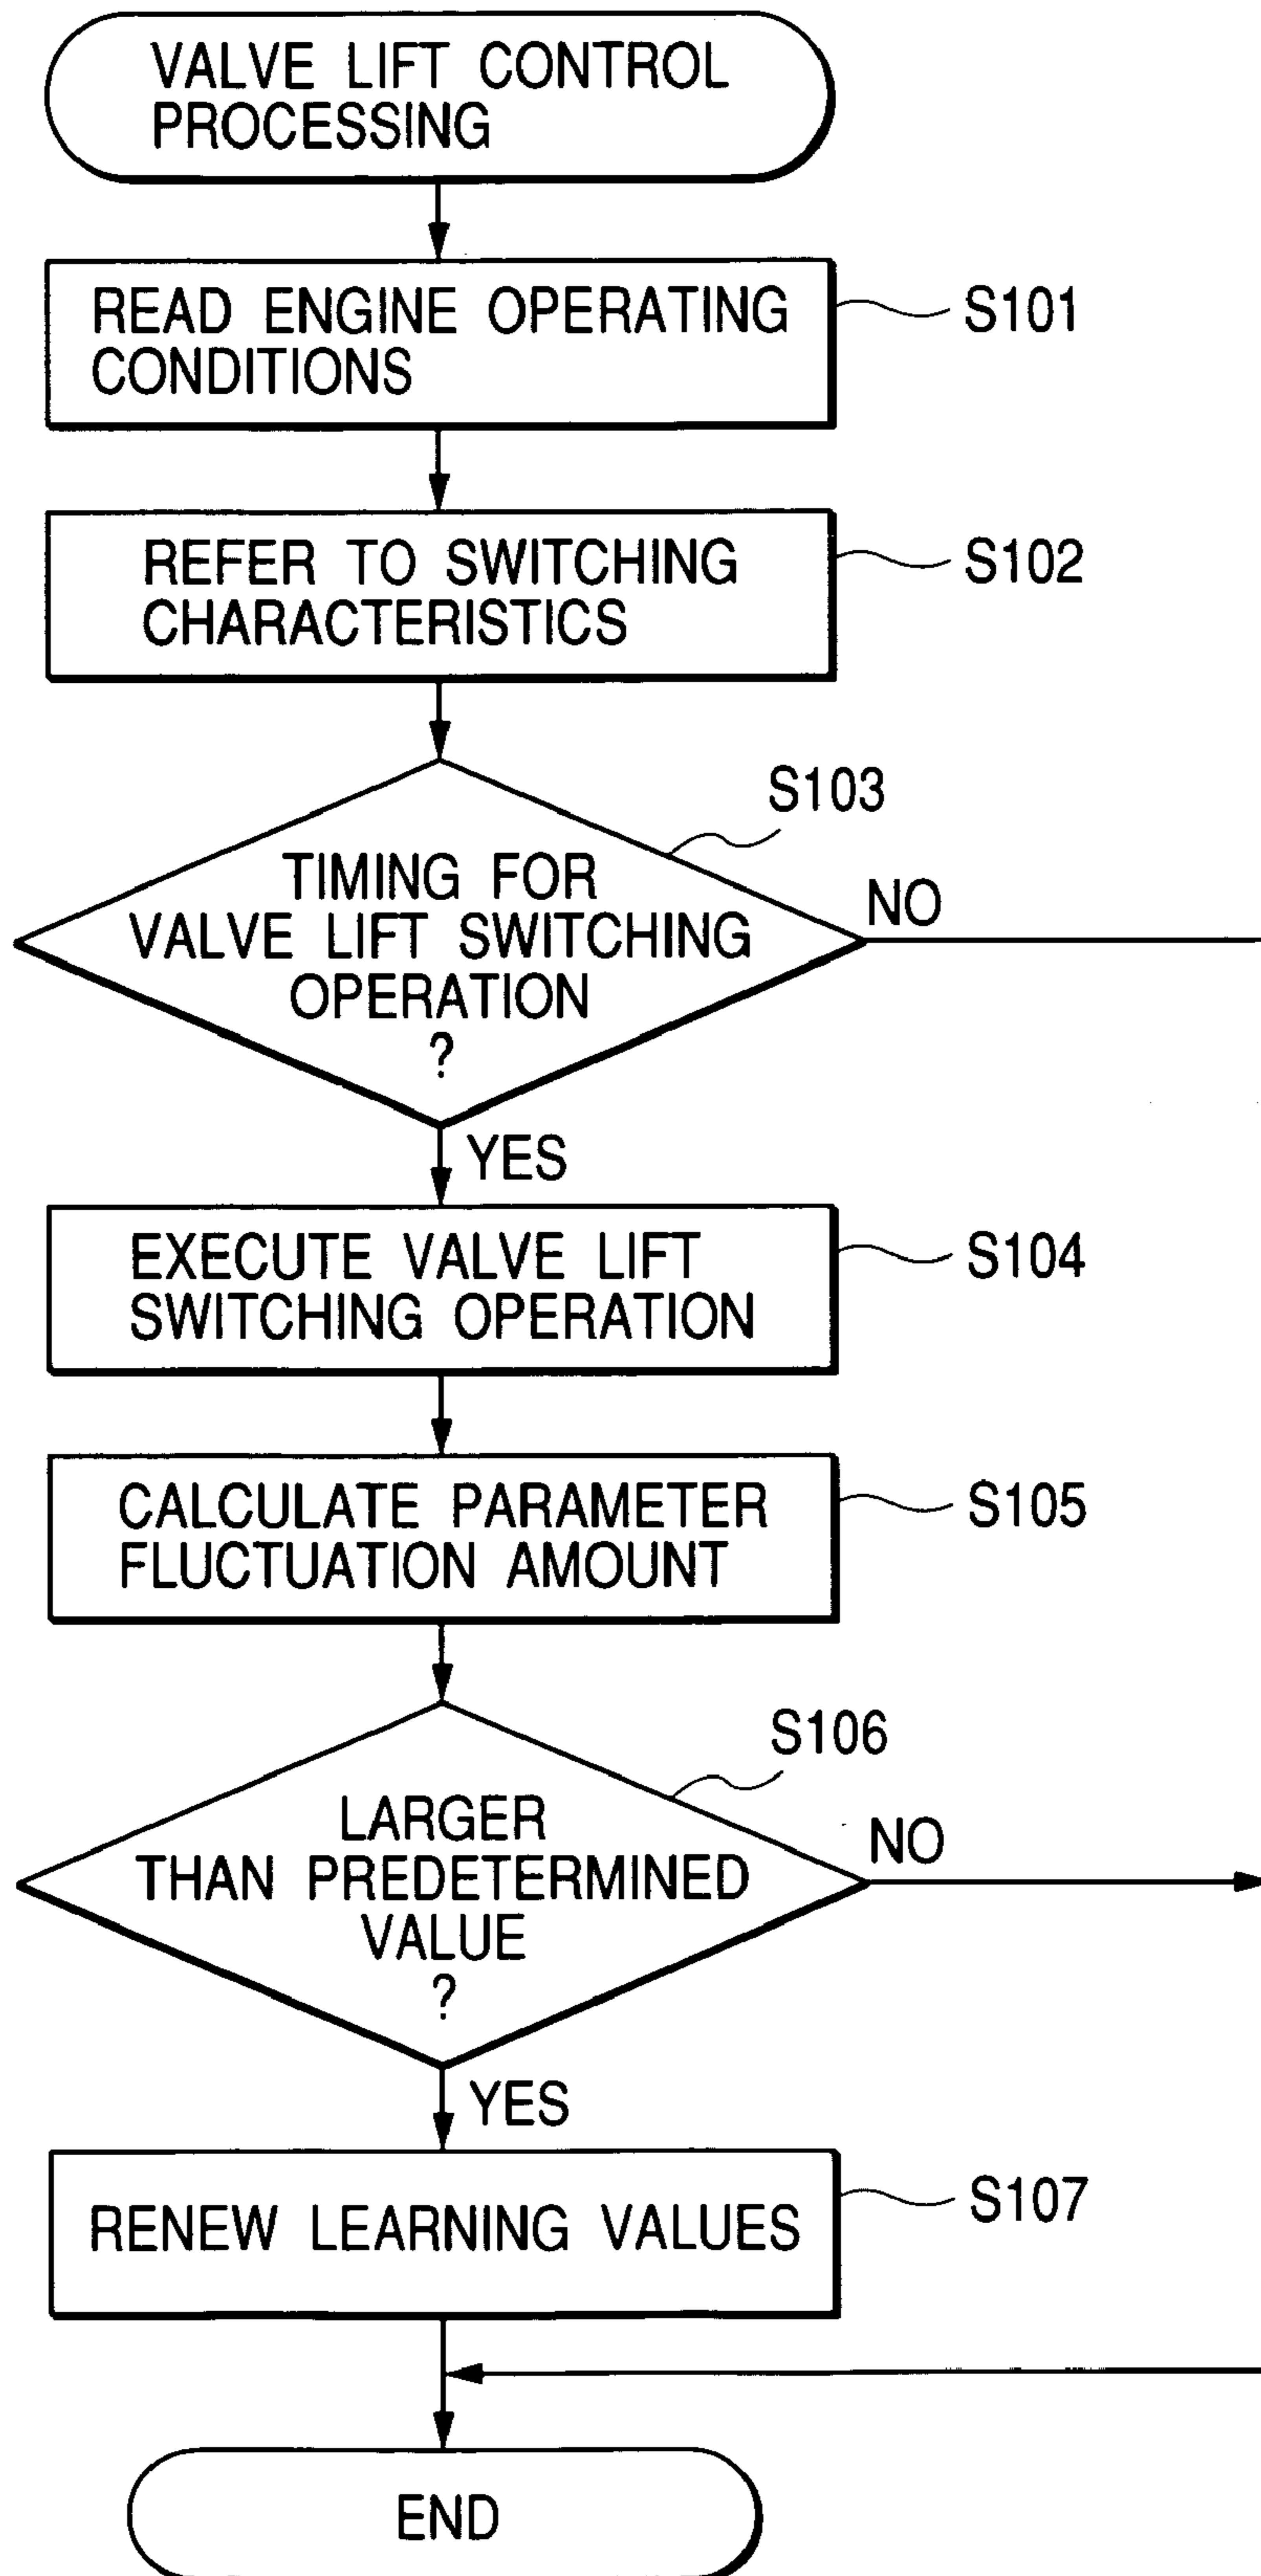 VALVE LIFT CONTROL
PROCESSING
READ ENGINE OPERATING
CONDITIONS
S101
REFER TO SWITCHING
CHARACTERISTICS
S102
S103
TIMING FOR
VALVE LIFT SWITCHING
OPERATION
?
NO
YES
EXECUTE VALVE LIFT
SWITCHING OPERATION
S104
CALCULATE PARAMETER
FLUCTUATION AMOUNT
S105
S106
LARGER
THAN PREDETERMINED
VALUE
?
NO
YES
RENEW LEARNING VALUES
S107
END